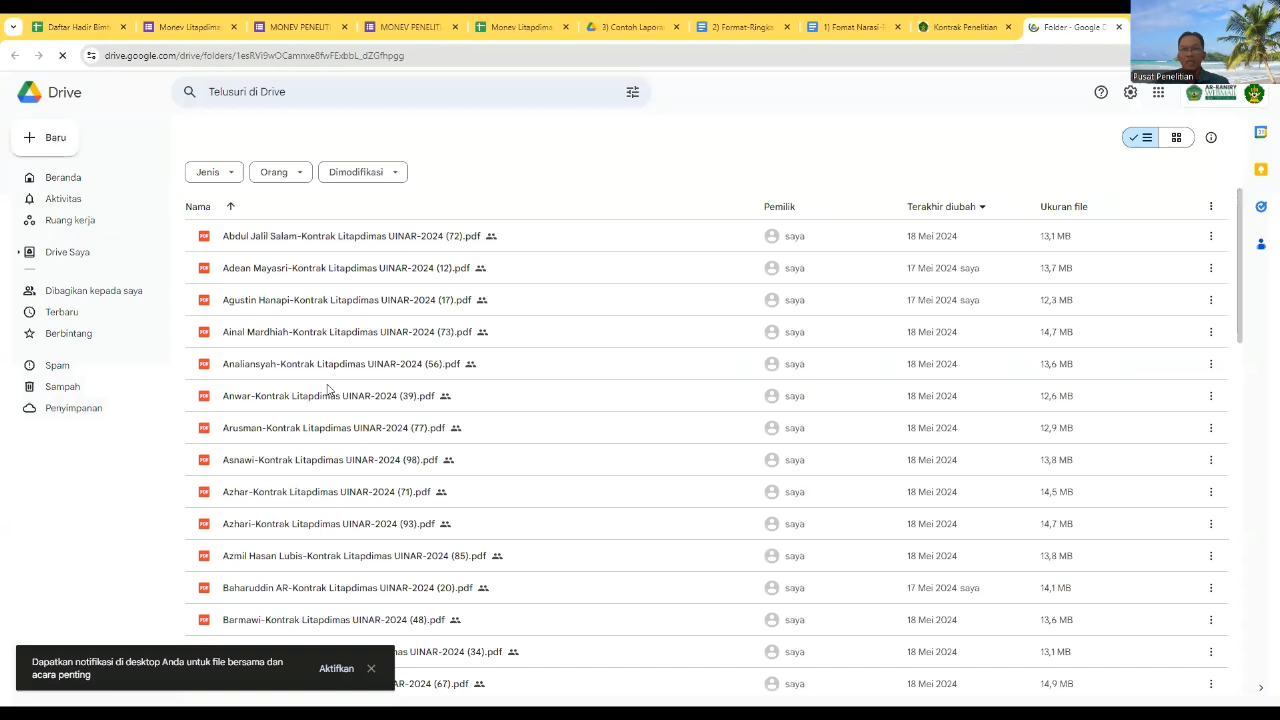 Daftar Hadir Bimt
Monev Litapdima
MONEV PENELITI
MONEV PENELIT
Monev Litapdima
3) Contoh Lapora
2) Format-Ringka
1) Fomat Narasi-
Kontrak Penelitian
Folder - Google D
drive.google.com/drive/folders/1esRVi9wOCamnxe8fwFExbbL_dZGfhpgg
Pusat Penelitian
Drive
Telusuri di Drive
AR-RANIRY
WEBMAIL
Baru
Beranda
Aktivitas
Ruang kerja
Drive Saya
Dibagikan kepada saya
Terbaru
Berbintang
Spam
Sampah
Penyimpanan
Jenis
Orang
Dimodifikasi
Nama Pemilik Terakhir diubah Ukuran file
Abdul Jalil Salam-Kontrak Litapdimas UINAR-2024 (72).pdf saya 18 Mei 2024 13,1 MB
Adean Mayasri-Kontrak Litapdimas UINAR-2024 (12).pdf saya 17 Mei 2024 saya 13,7 MB
Agustin Hanapi-Kontrak Litapdimas UINAR-2024 (17).pdf saya 17 Mei 2024 saya 12,3 MB
Ainal Mardhiah-Kontrak Litapdimas UINAR-2024 (73).pdf saya 18 Mei 2024 14,7 MB
Analiansyah-Kontrak Litapdimas UINAR-2024 (56).pdf saya 18 Mei 2024 13,6 MB
Anwar-Kontrak Litapdimas UINAR-2024 (39).pdf saya 18 Mei 2024 12,6 MB
Arusman-Kontrak Litapdimas UINAR-2024 (77).pdf saya 18 Mei 2024 12,9 MB
Asnawi-Kontrak Litapdimas UINAR-2024 (98).pdf saya 18 Mei 2024 13,8 MB
Azhar-Kontrak Litapdimas UINAR-2024 (71).pdf saya 18 Mei 2024 14,5 MB
Azhari-Kontrak Litapdimas UINAR-2024 (93).pdf saya 18 Mei 2024 14,7 MB
Azmil Hasan Lubis-Kontrak Litapdimas UINAR-2024 (85).pdf saya 18 Mei 2024 13,8 MB
Baharuddin AR-Kontrak Litapdimas UINAR-2024 (20).pdf saya 17 Mei 2024 saya 14,1 MB
Barmawi-Kontrak Litapdimas UINAR-2024 (48).pdf saya 18 Mei 2024 13,6 MB
as UINAR-2024 (34).pdf saya 18 Mei 2024 13,1 MB
AR-2024 (67).pdf saya 18 Mei 2024 14,9 MB
Dapatkan notifikasi di desktop Anda untuk file bersama dan
acara penting
Aktifkan